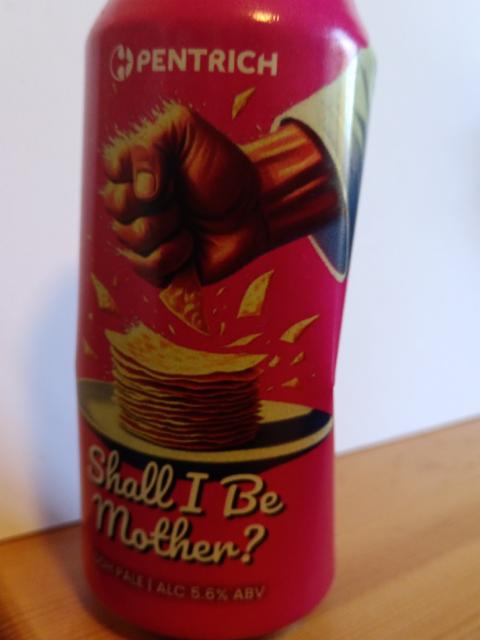 PENTRICH
Shall I Be
Mother?
PALE | ALC 5.6% ABV